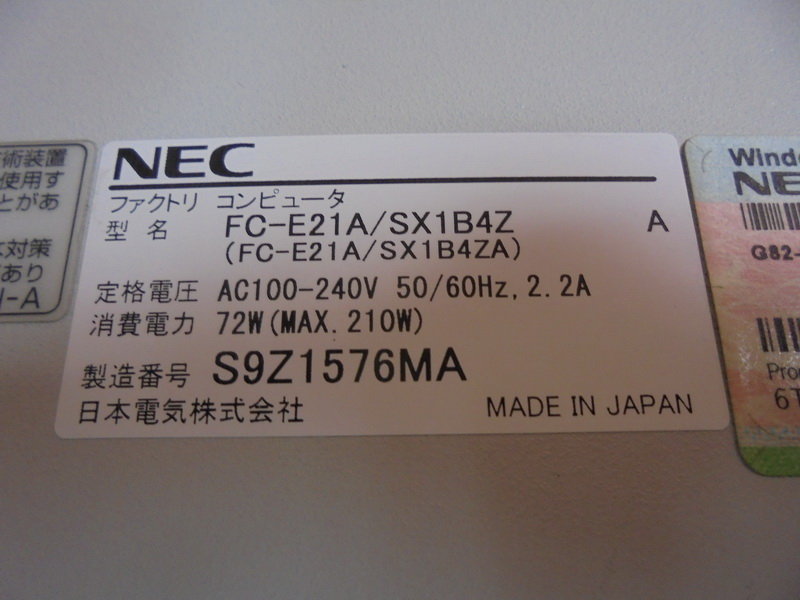 術装置
使用す
とがあ
対策
あり
I-A
NEC
ファクトリ コンピュータ
型 名 FC-E21A/SX1B4Z A
(FC-E21A/SX1B4ZA)
定格電圧 AC100-240V 50/60Hz, 2.2A
消費電力 72W(MAX. 210W)
製造番号 S9Z1576MA
日本電気株式会社 MADE IN JAPAN
Windo
NE
G82-
Pro
6T